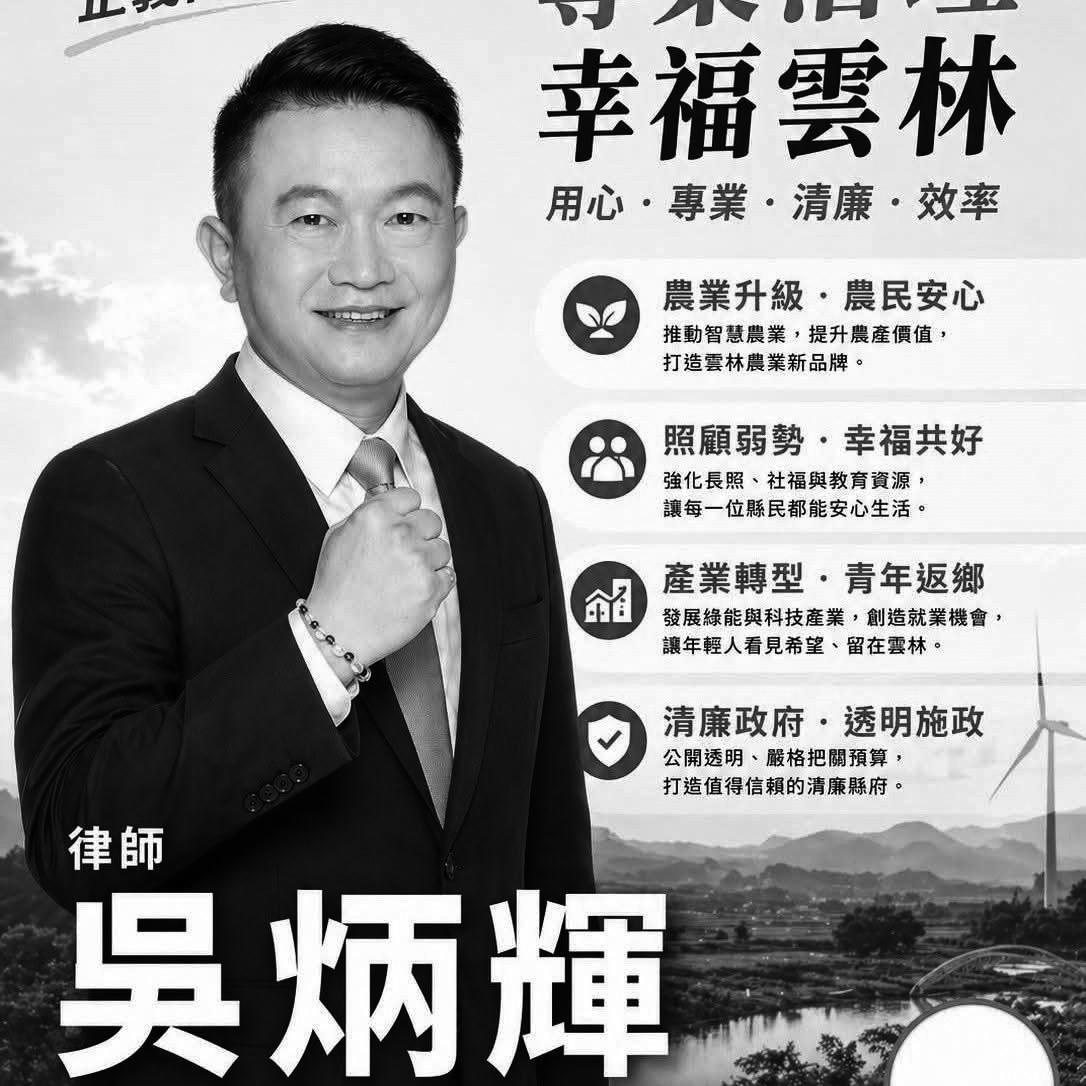 幸福雲林
用心・專業・清廉・效率
農業升級・農民安心
推動智慧農業，提升農產價值，
打造雲林農業新品牌。
照顧弱勢・幸福共好
強化長照、社福與教育資源，
讓每一位縣民都能安心生活。
產業轉型・青年返鄉
發展綠能與科技產業，創造就業機會，
讓年輕人看見希望、留在雲林。
清廉政府・透明施政
公開透明、嚴格把關預算，
打造值得信賴的清廉縣府。
律師
吳炳輝